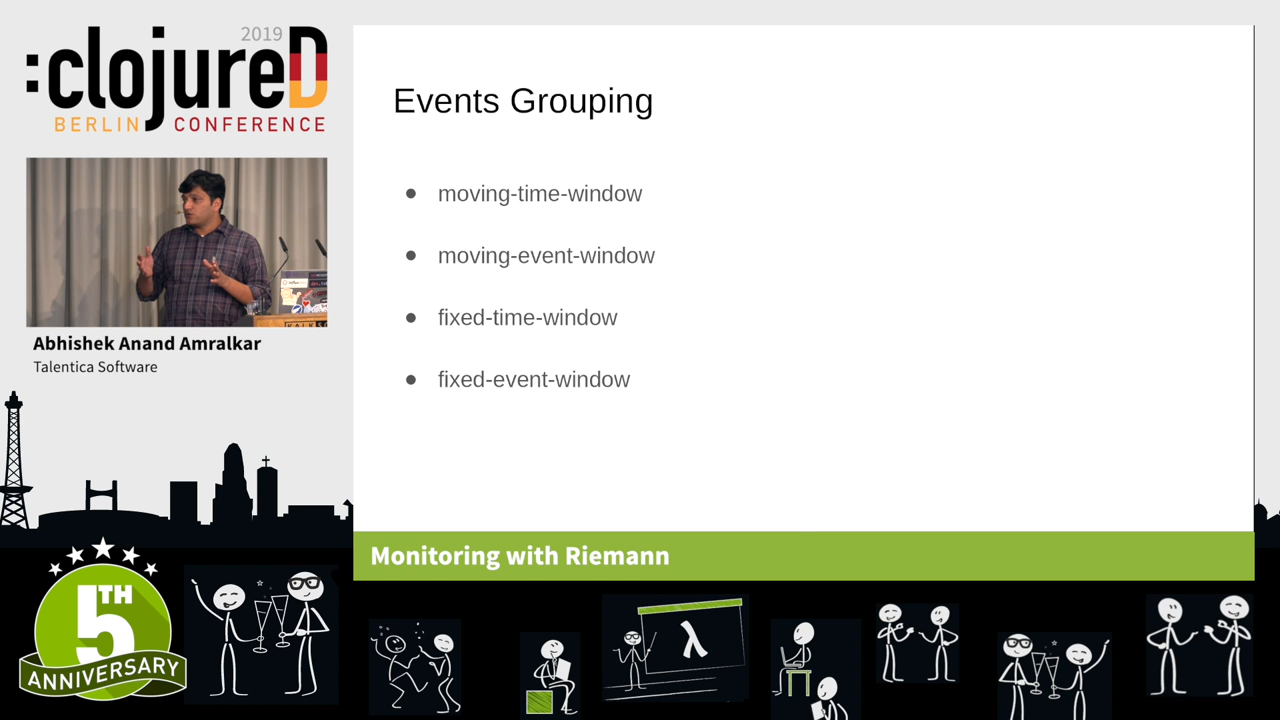 2019
:clojureD
BERLIN CONFERENCE
Abhishek Anand Amralkar
Talentica Software
Events Grouping
● moving-time-window
● moving-event-window
● fixed-time-window
● fixed-event-window
Monitoring with Riemann
5TH
ANNIVERSARY
λ